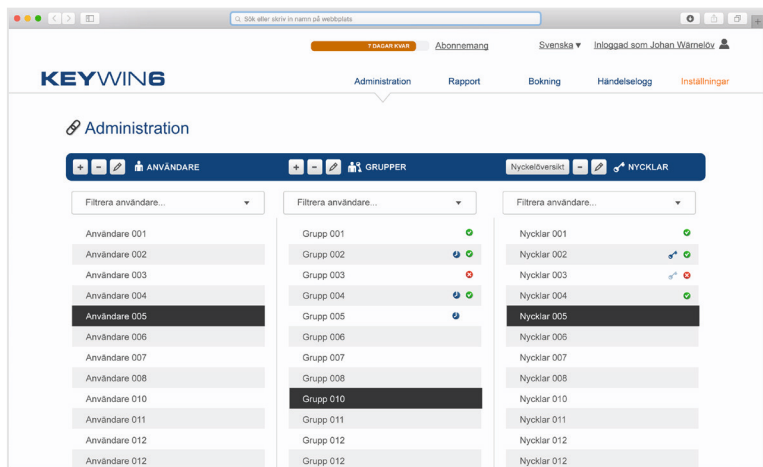 Sök eller skriv in namn på webbplats
7 DAGAR KVAR Abonnemang Svenska ▼ Inloggad som Johan Wärnelöv
KEYWIN6 Administration Rapport Bokning Händelselogg Inställningar
Administration
+ - ANVÄNDARE + - GRUPPER Nyckelöversikt - NYCKLAR
Filtrera användare... Filtrera användare... Filtrera användare...
Användare 001 Grupp 001 Nycklar 001
Användare 002 Grupp 002 Nycklar 002
Användare 003 Grupp 003 Nycklar 003
Användare 004 Grupp 004 Nycklar 004
Användare 005 Grupp 005 Nycklar 005
Användare 006 Grupp 006 Nycklar 006
Användare 007 Grupp 007 Nycklar 007
Användare 008 Grupp 008 Nycklar 008
Användare 010 Grupp 010 Nycklar 010
Användare 011 Grupp 011 Nycklar 011
Användare 012 Grupp 012 Nycklar 012
Användare 012 Grupp 012 Nycklar 012